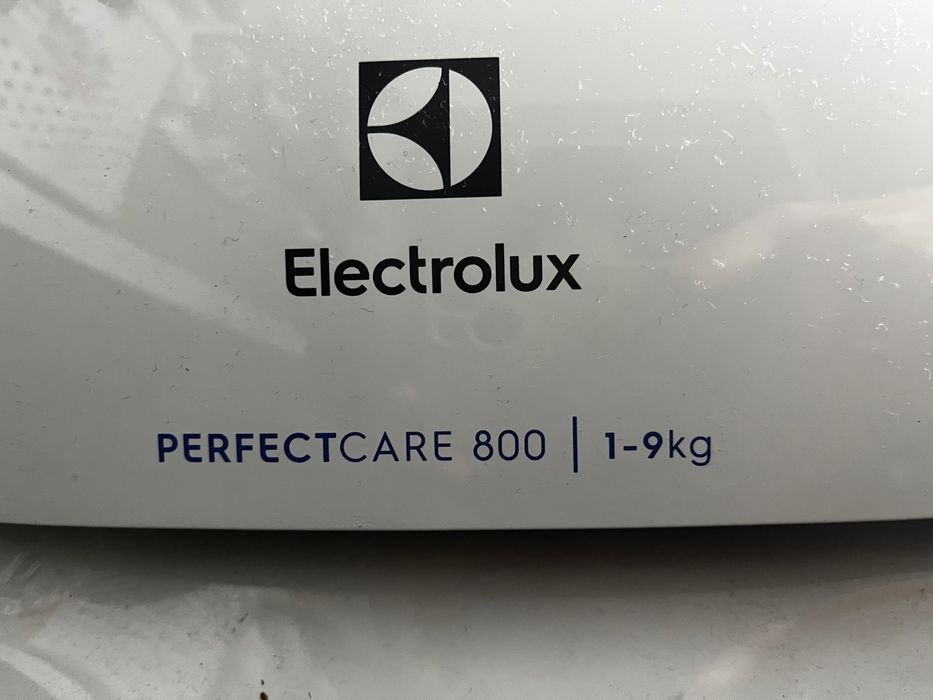 Electrolux
PERFECTCARE 800 | 1-9kg